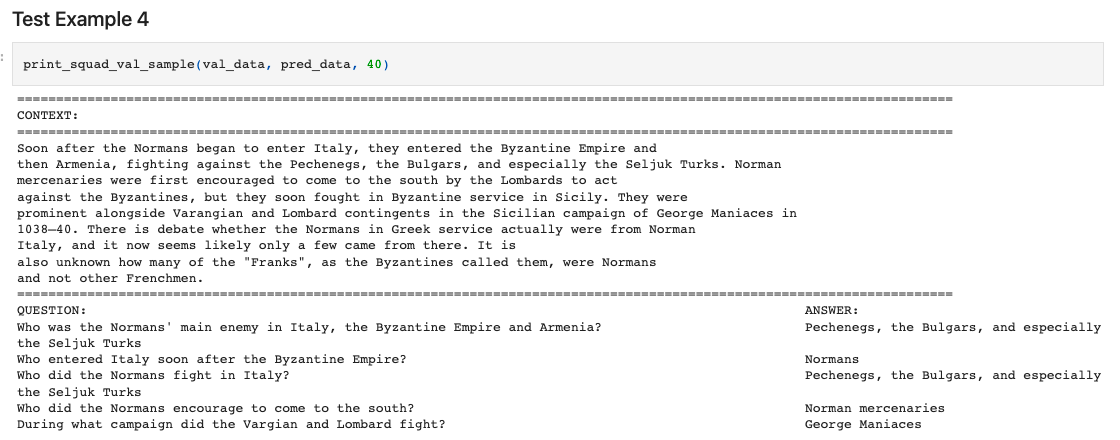 Test Example 4
:
print_squad_val_sample(val_data, pred_data, 40)
================================================================================
CONTEXT:
================================================================================
Soon after the Normans began to enter Italy, they entered the Byzantine Empire and
then Armenia, fighting against the Pechenegs, the Bulgars, and especially the Seljuk Turks. Norman
mercenaries were first encouraged to come to the south by the Lombards to act
against the Byzantines, but they soon fought in Byzantine service in Sicily. They were
prominent alongside Varangian and Lombard contingents in the Sicilian campaign of George Maniaces in
1038–40. There is debate whether the Normans in Greek service actually were from Norman
Italy, and it now seems likely only a few came from there. It is
also unknown how many of the "Franks", as the Byzantines called them, were Normans
and not other Frenchmen.
================================================================================
QUESTION: ANSWER:
Who was the Normans' main enemy in Italy, the Byzantine Empire and Armenia? Pechenegs, the Bulgars, and especially
the Seljuk Turks
Who entered Italy soon after the Byzantine Empire? Normans
Who did the Normans fight in Italy? Pechenegs, the Bulgars, and especially
the Seljuk Turks
Who did the Normans encourage to come to the south? Norman mercenaries
During what campaign did the Vargian and Lombard fight? George Maniaces